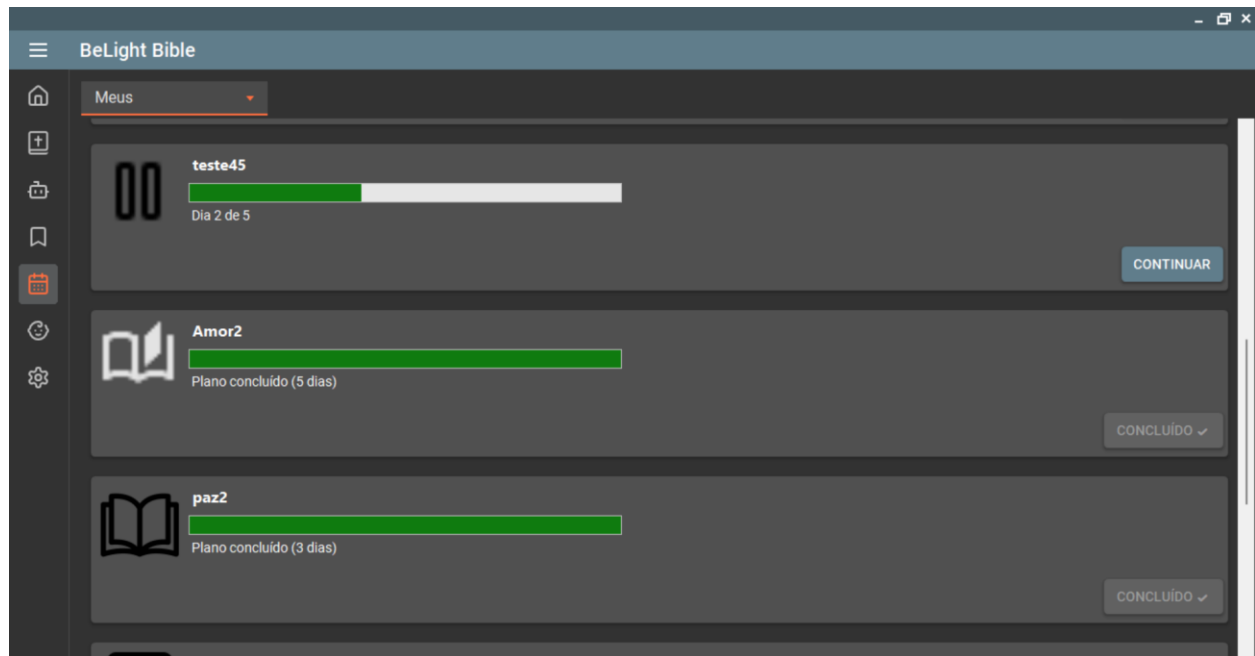 BeLight Bible
Meus
teste45
Dia 2 de 5
CONTINUAR
Amor2
Plano concluído (5 dias)
CONCLUÍDO ✓
paz2
Plano concluído (3 dias)
CONCLUÍDO ✓